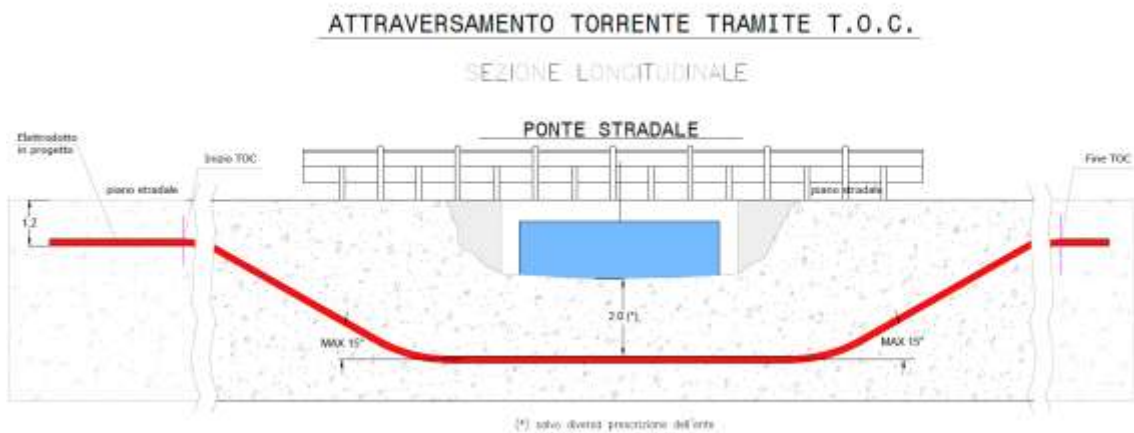 ATTRAVERSAMENTO TORRENTE TRAMITE T.O.C.
SEZIONE LONGITUDINALE
PONTE STRADALE
Elettrodotto
in progetto
Inizio TOC
Fine TOC
piano stradale
piano stradale
1,2
2.0 (*)
MAX 15°
MAX 15°
(*) salvo diversa prescrizione dell'ente